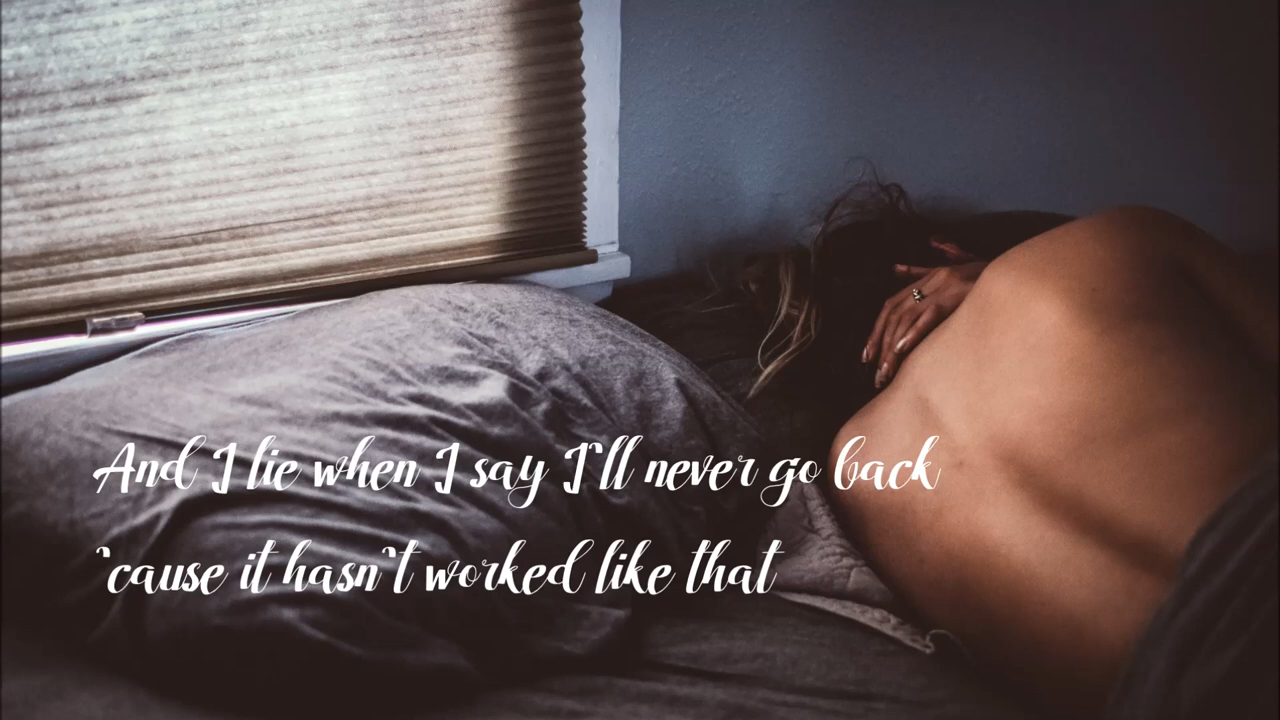 And I lie when I say I'll never go back
'cause it hasn't worked like that